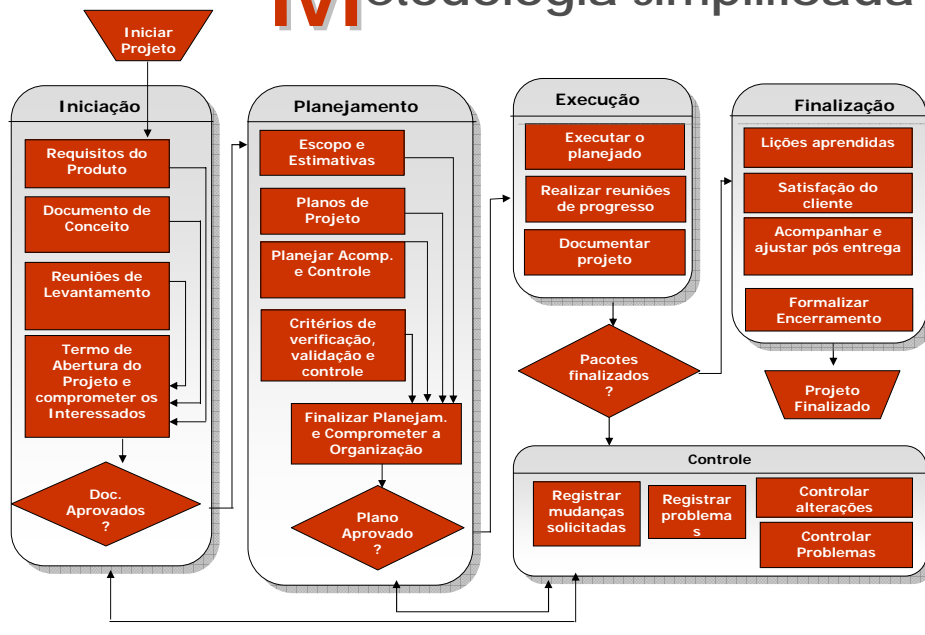 Metodologia simplificada
Iniciar
Projeto
Iniciação
Requisitos do
Produto
Documento de
Conceito
Reuniões de
Levantamento
Termo de
Abertura do
Projeto e
comprometer os
Interessados
Doc.
Aprovados
?
Planejamento
Escopo e
Estimativas
Planos de
Projeto
Planejar Acomp.
e Controle
Critérios de
verificação,
validação e
controle
Finalizar Planejam.
e Comprometer a
Organização
Plano
Aprovado
?
Execução
Executar o
planejado
Realizar reuniões
de progresso
Documentar
projeto
Pacotes
finalizados
?
Finalização
Lições aprendidas
Satisfação do
cliente
Acompanhar e
ajustar pós entrega
Formalizar
Encerramento
Projeto
Finalizado
Controle
Registrar
mudanças
solicitadas
Registrar
problema
s
Controlar
alterações
Controlar
Problemas